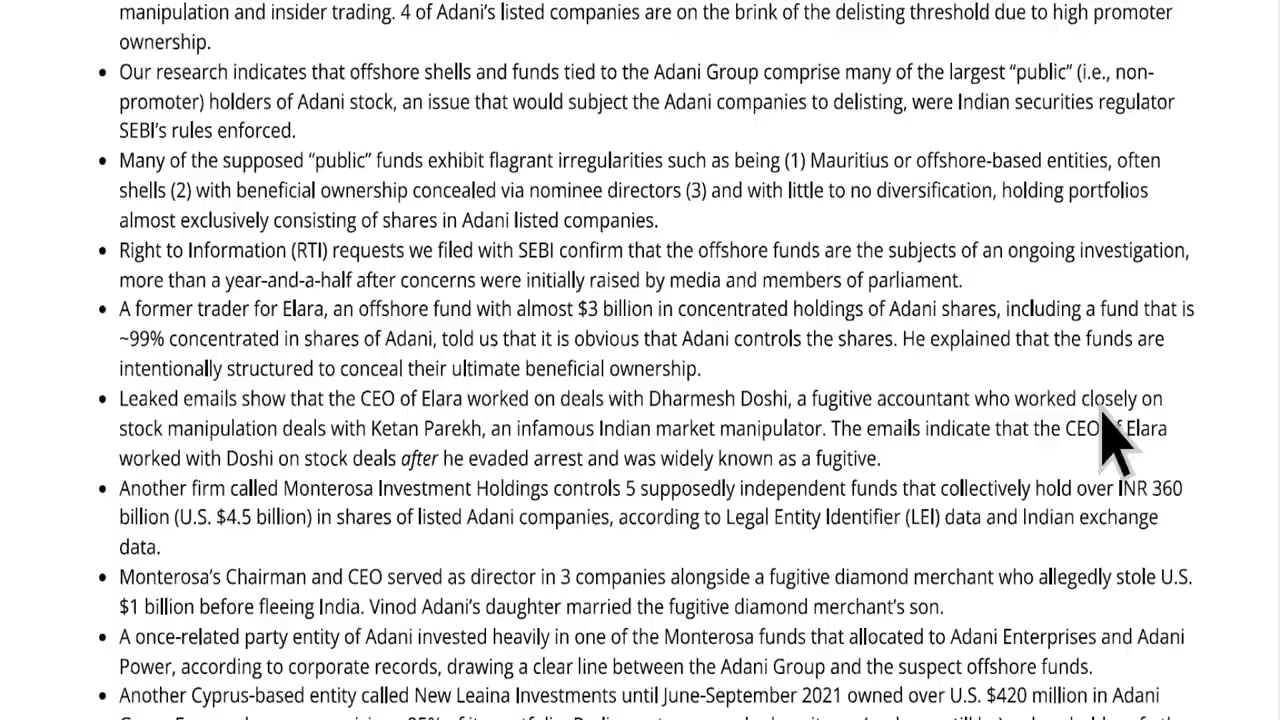 manipulation and insider trading. 4 of Adani’s listed companies are on the brink of the delisting threshold due to high promoter
ownership.
• Our research indicates that offshore shells and funds tied to the Adani Group comprise many of the largest “public” (i.e., non-
promoter) holders of Adani stock, an issue that would subject the Adani companies to delisting, were Indian securities regulator
SEBI’s rules enforced.
• Many of the supposed “public” funds exhibit flagrant irregularities such as being (1) Mauritius or offshore-based entities, often
shells (2) with beneficial ownership concealed via nominee directors (3) and with little to no diversification, holding portfolios
almost exclusively consisting of shares in Adani listed companies.
• Right to Information (RTI) requests we filed with SEBI confirm that the offshore funds are the subjects of an ongoing investigation,
more than a year-and-a-half after concerns were initially raised by media and members of parliament.
• A former trader for Elara, an offshore fund with almost $3 billion in concentrated holdings of Adani shares, including a fund that is
~99% concentrated in shares of Adani, told us that it is obvious that Adani controls the shares. He explained that the funds are
intentionally structured to conceal their ultimate beneficial ownership.
• Leaked emails show that the CEO of Elara worked on deals with Dharmesh Doshi, a fugitive accountant who worked closely on
stock manipulation deals with Ketan Parekh, an infamous Indian market manipulator. The emails indicate that the CEO of Elara
worked with Doshi on stock deals after he evaded arrest and was widely known as a fugitive.
• Another firm called Monterosa Investment Holdings controls 5 supposedly independent funds that collectively hold over INR 360
billion (U.S. $4.5 billion) in shares of listed Adani companies, according to Legal Entity Identifier (LEI) data and Indian exchange
data.
• Monterosa’s Chairman and CEO served as director in 3 companies alongside a fugitive diamond merchant who allegedly stole U.S.
$1 billion before fleeing India. Vinod Adani’s daughter married the fugitive diamond merchant’s son.
• A once-related party entity of Adani invested heavily in one of the Monterosa funds that allocated to Adani Enterprises and Adani
Power, according to corporate records, drawing a clear line between the Adani Group and the suspect offshore funds.
• Another Cyprus-based entity called New Leaina Investments until June-September 2021 owned over U.S. $420 million in Adani